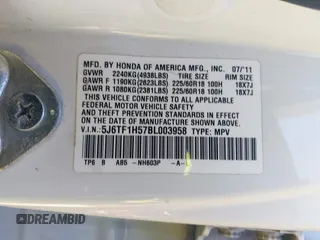 MFD. BY HONDA OF AMERICA MFG., INC. 07/'11
GVWR 2240KG(4938LBS) TIRE SIZE RIM SIZE
GAWR F 1190KG(2623LBS) 225/60R18 100H 18X7J
GAWR R 1080KG(2381LBS) 225/60R18 100H 18X7J
THIS VEHICLE CONFORMS TO ALL APPLICABLE
FEDERAL MOTOR VEHICLE SAFETY, BUMPER,
AND THEFT PREVENTION STANDARDS IN EFFECT
ON THE DATE OF MANUFACTURE SHOWN ABOVE.
V.I.N.: 5J6TF1H57BL003958 TYPE: MPV
TP6 B AB5 -NH603P -A-
DREAMBID